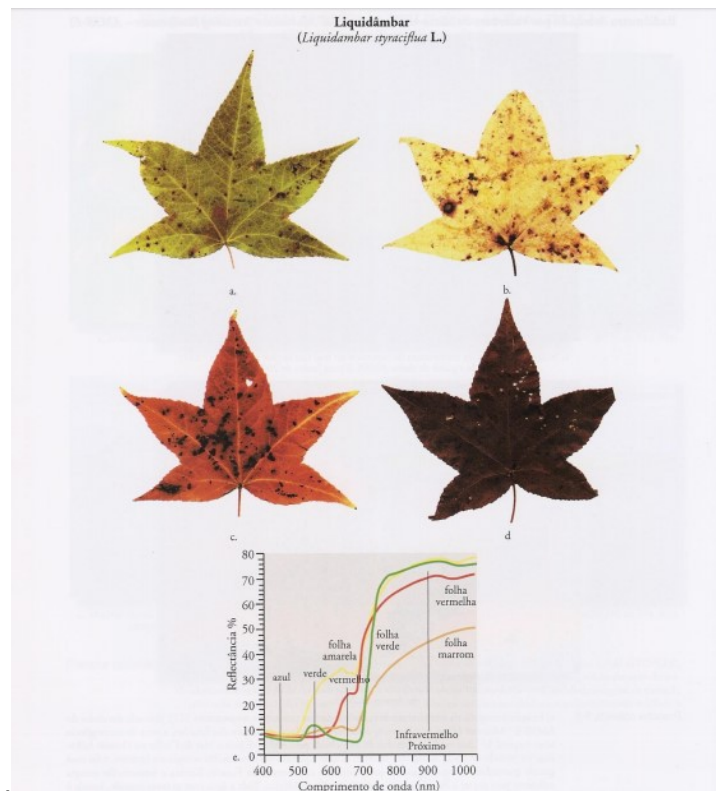 Liquidâmbar
(Liquidambar styraciflua L.)
a.
b.
c.
d
80
70
60
50
40
30
20
10
0
Reflectância %
azul
verde
folha
amarela
vermelho
folha
verde
folha
vermelha
folha
marrom
Infravermelho
Próximo
e.
400 500 600 700 800 900 1000
Comprimento de onda (nm)